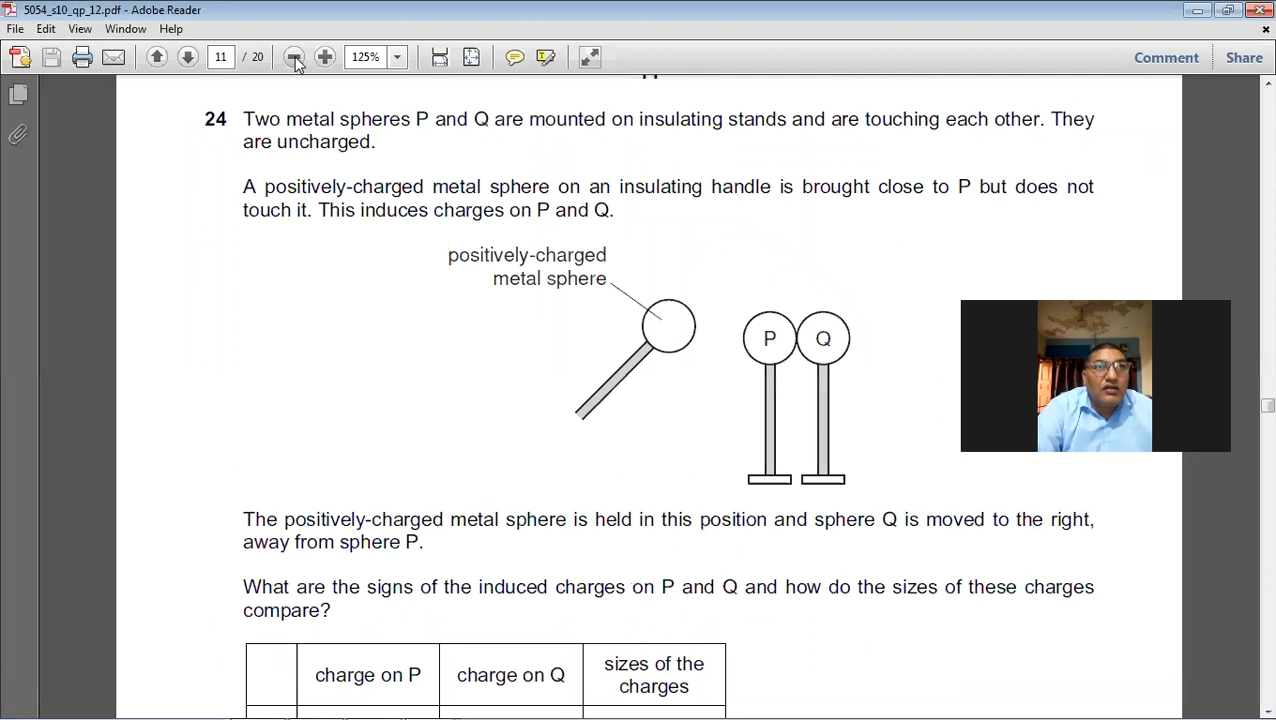 5054_s10_qp_12.pdf - Adobe Reader
File Edit View Window Help
11 / 20 125% Comment Share
24 Two metal spheres P and Q are mounted on insulating stands and are touching each other. They
are uncharged.
A positively-charged metal sphere on an insulating handle is brought close to P but does not
touch it. This induces charges on P and Q.
positively-charged
metal sphere
P Q
The positively-charged metal sphere is held in this position and sphere Q is moved to the right,
away from sphere P.
What are the signs of the induced charges on P and Q and how do the sizes of these charges
compare?
charge on P charge on Q sizes of the
charges